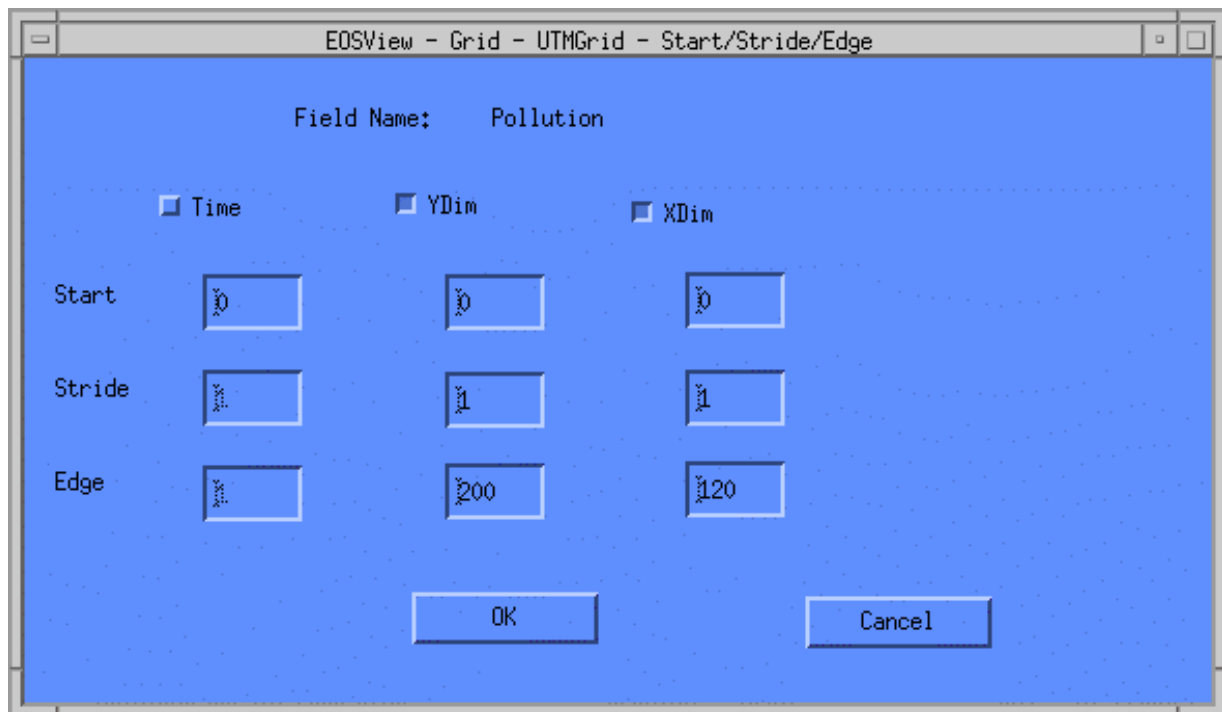 EOSView - Grid - UTMGrid - Start/Stride/Edge
Field Name: Pollution
Time YDim XDim
Start 0 0 0
Stride 1 1 1
Edge 1 200 120
OK Cancel